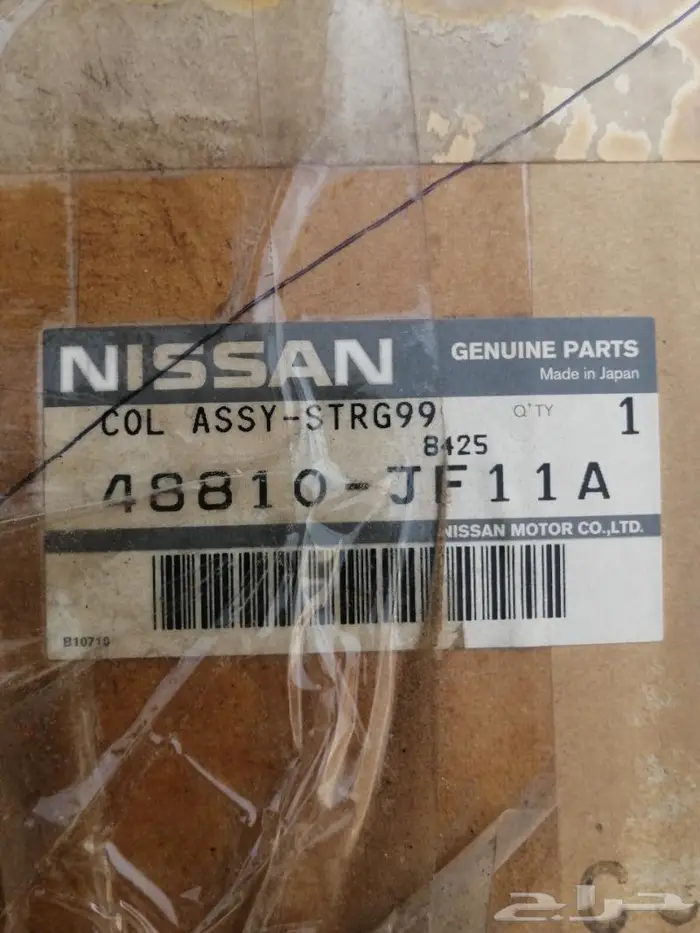 NISSAN
GENUINE PARTS
Made in Japan
COL ASSY-STRG99
Q'TY 1
8425
48810-JF11A
NISSAN MOTOR CO.,LTD.
B10710
حراج